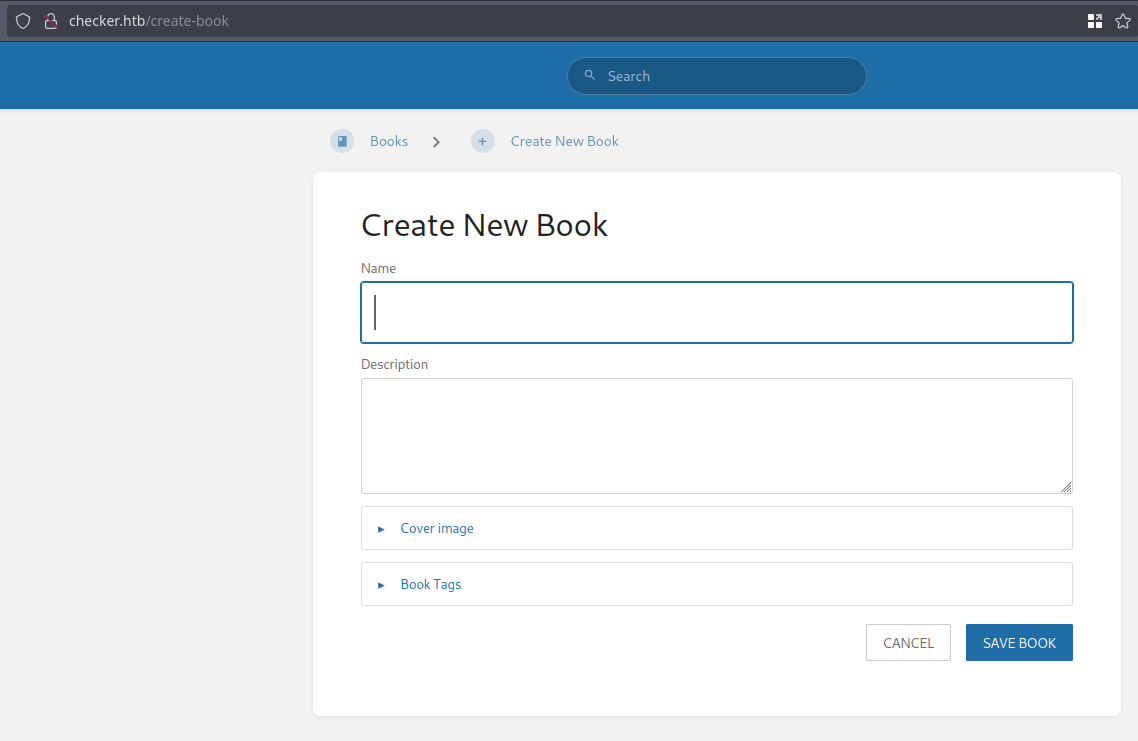 checker.htb/create-book
Search
Books
Create New Book
Create New Book
Name
Description
Cover image
Book Tags
CANCEL SAVE BOOK